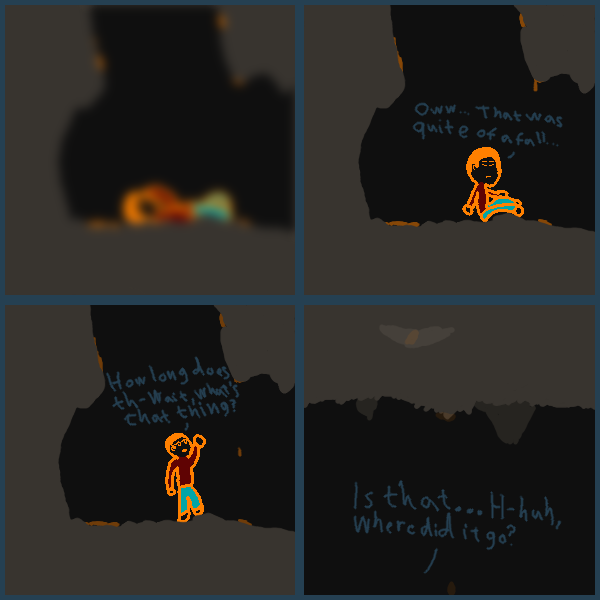 Oww... That was
quite of a fall...
How long does
th-Wait, what's
that thing?
Is that... H-huh,
Where did it go?